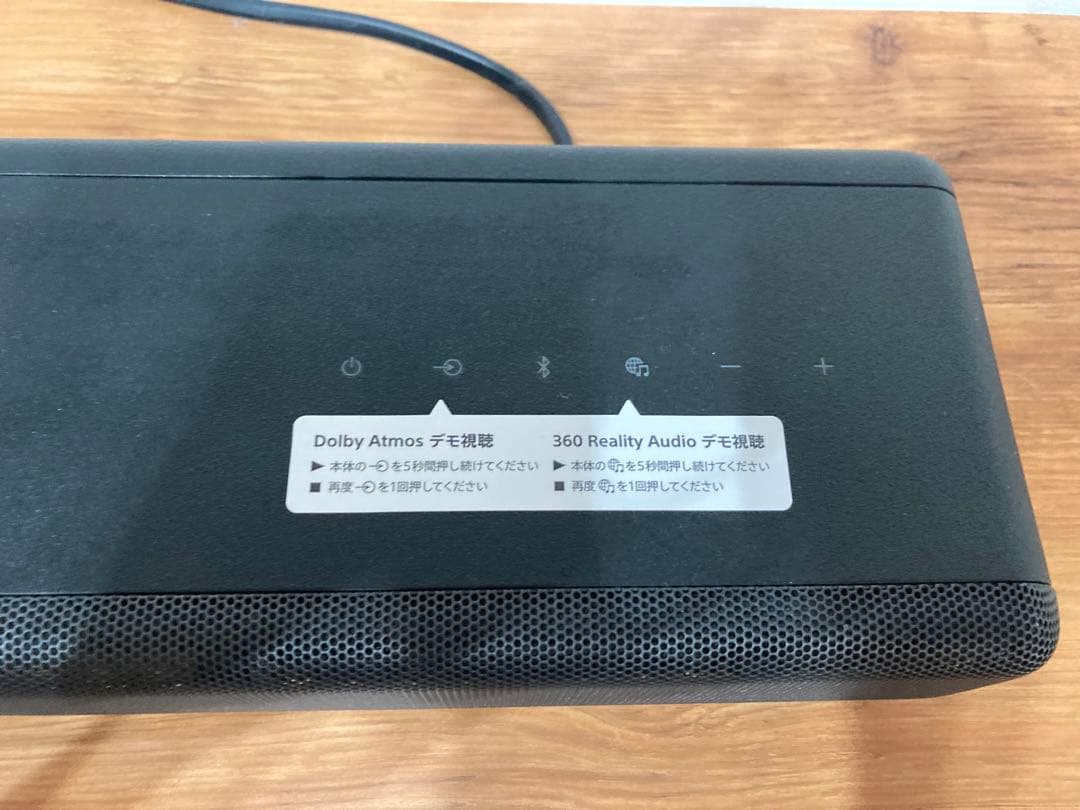 Dolby Atmos デモ視聴
▶ 本体の を5秒間押し続けてください
■ 再度 を1回押してください
360 Reality Audio デモ視聴
▶ 本体の を5秒間押し続けてください
■ 再度 を1回押してください